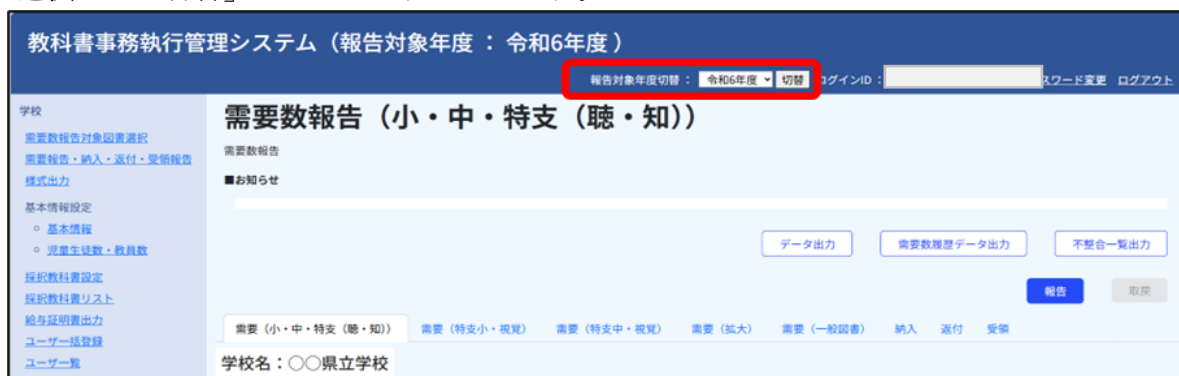 教科書事務執行管理システム（報告対象年度 ： 令和6年度 ）
報告対象年度切替 ： 令和6年度 切替 ログインID ： スワード変更 ログアウト
学校
需要数報告対象図書選択
需要報告・納入・返付・受領報告
様式出力
基本情報設定
基本情報
児童生徒数・教員数
採択教科書設定
採択教科書リスト
給与証明書出力
ユーザー括登録
ユーザー覧
需要数報告（小・中・特支（聴・知））
需要数報告
■お知らせ
データ出力 需要数履歴データ出力 不整合一覧出力
報告 取戻
需要（小・中・特支（聴・知）） 需要（特支小・視覚） 需要（特支中・視覚） 需要（拡大） 需要（一般図書） 納入 返付 受領
学校名：○○県立学校